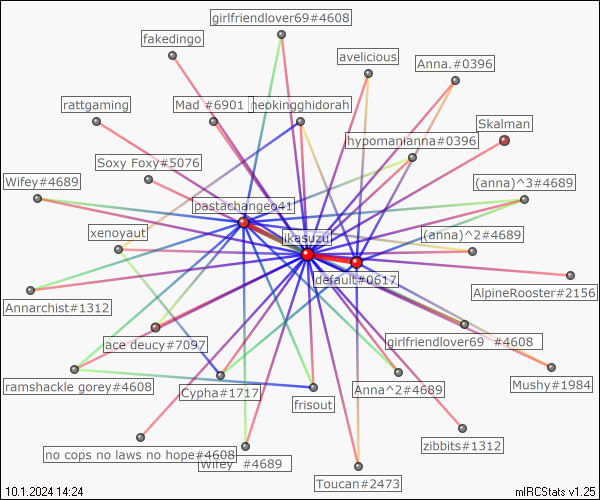 girlfriendlover69#4608
fakedingo
avelicious
Anna.#0396
rattgaming
Mad #6901
neokingghidorah
Skalman
hypomanianna#0396
Soxy Foxy#5076
Wifey#4689
(anna)^3#4689
pastachangeo41
xenoyaut
ikasuzu
(anna)^2#4689
default#0617
AlpineRooster#2156
Annarchist#1312
ace deucy#7097
girlfriendlover69 #4608
ramshackle gorey#4608
Cypha#1717
Anna^2#4689
Mushy#1984
frisout
no cops no laws no hope#4608
Wifey #4689
zibbits#1312
Toucan#2473
10.1.2024 14:24
mIRCStats v1.25